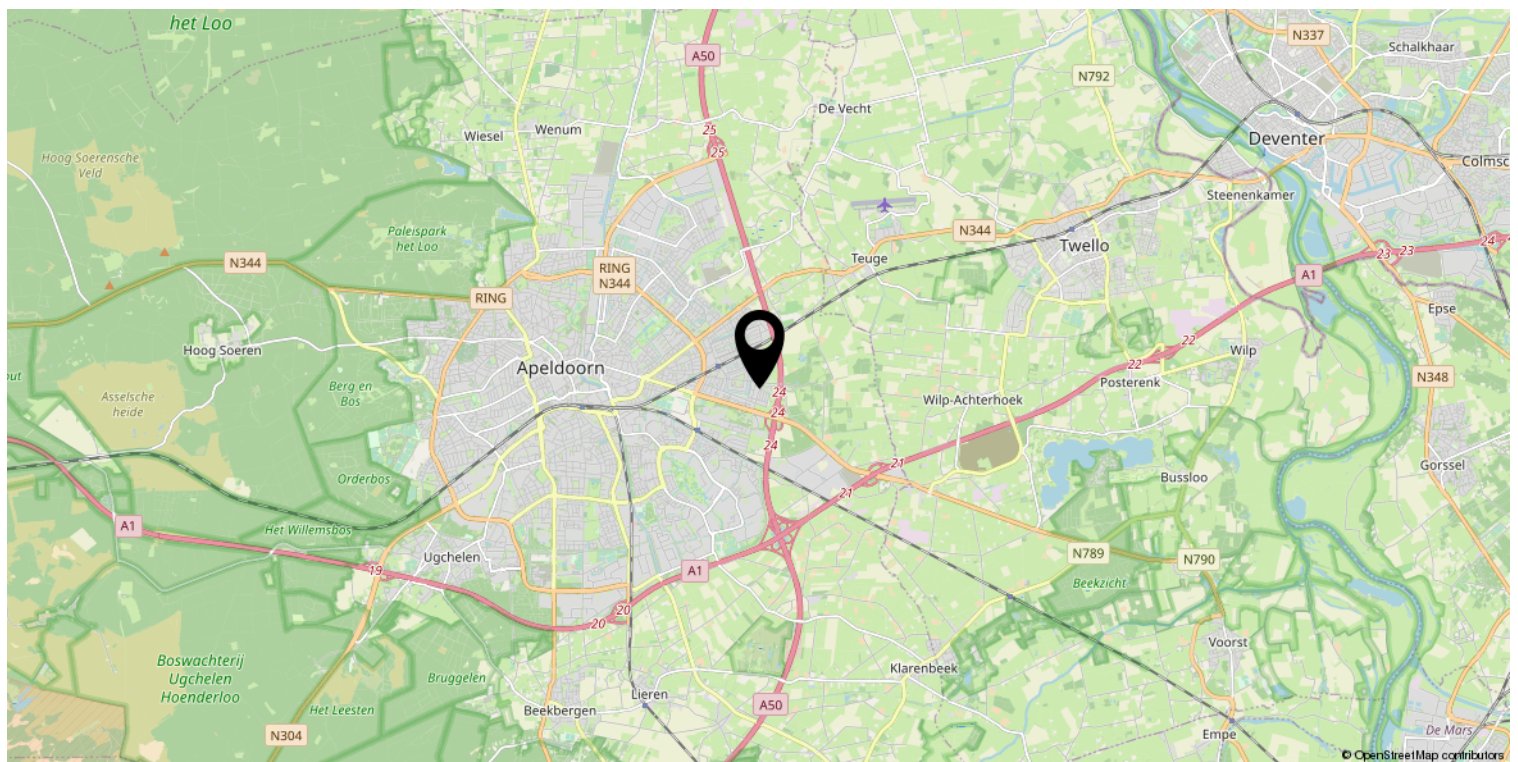 het Loo
N337
Schalkhaar
A50
N792
De Vecht
25
Wiesel
Wenum
25
Deventer
Hoog Soerensche
Veld
Steenenkamer
Paleispark
het Loo
N344
Twello
24
23
23
N344
Teuge
RING
N344
A1
RING
Epse
22
Hoog Soeren
Wilp
22
Apeldoorn
N348
Posterenk
Berg en
Bos
24
Asselsche
heide
Wilp-Achterhoek
24
24
21
Gorssel
Orderbos
Bussloo
21
A1
Het Willemsbos
Ugchelen
N789
N790
19
A1
Beekzicht
20
20
Voorst
Boswachterij
Ugchelen
Hoenderloo
Klarenbeek
Bruggelen
Lieren
A50
Het Leesten
Beekbergen
De Mars
N304
Empe
© OpenStreetMap contributors